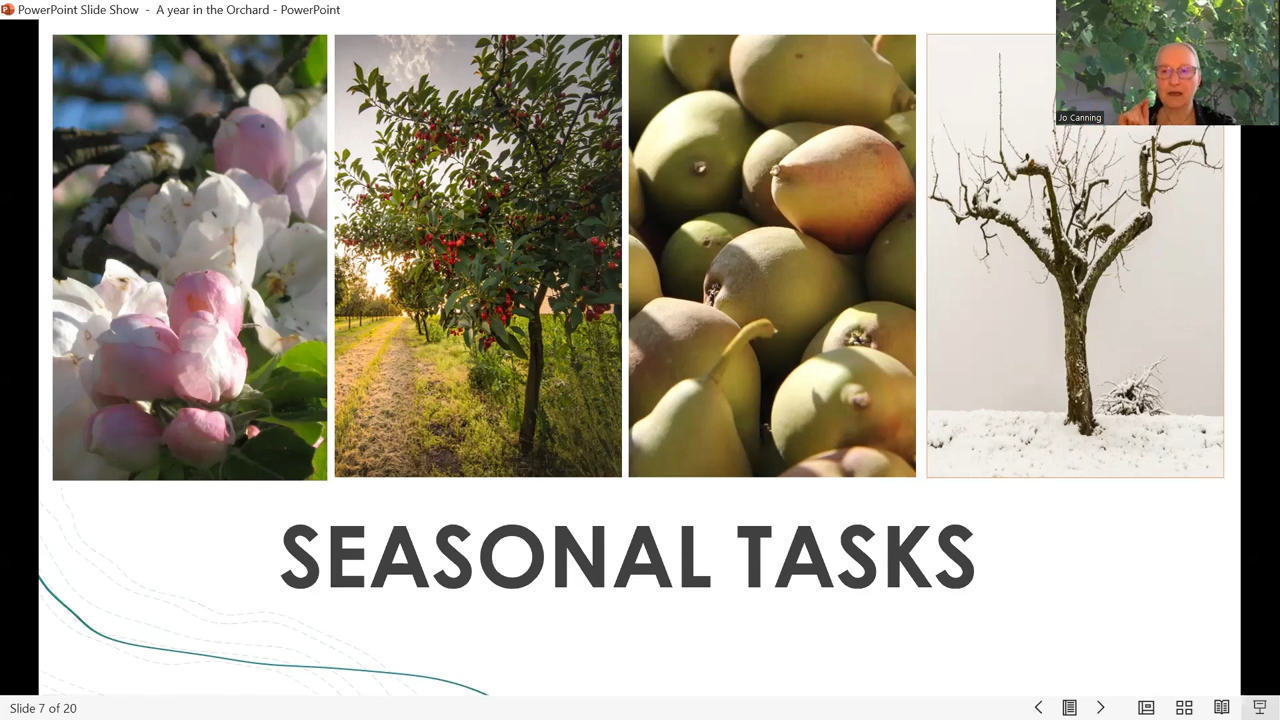 PowerPoint Slide Show - A year in the Orchard - PowerPoint
Jo Canning
SEASONAL TASKS
Slide 7 of 20